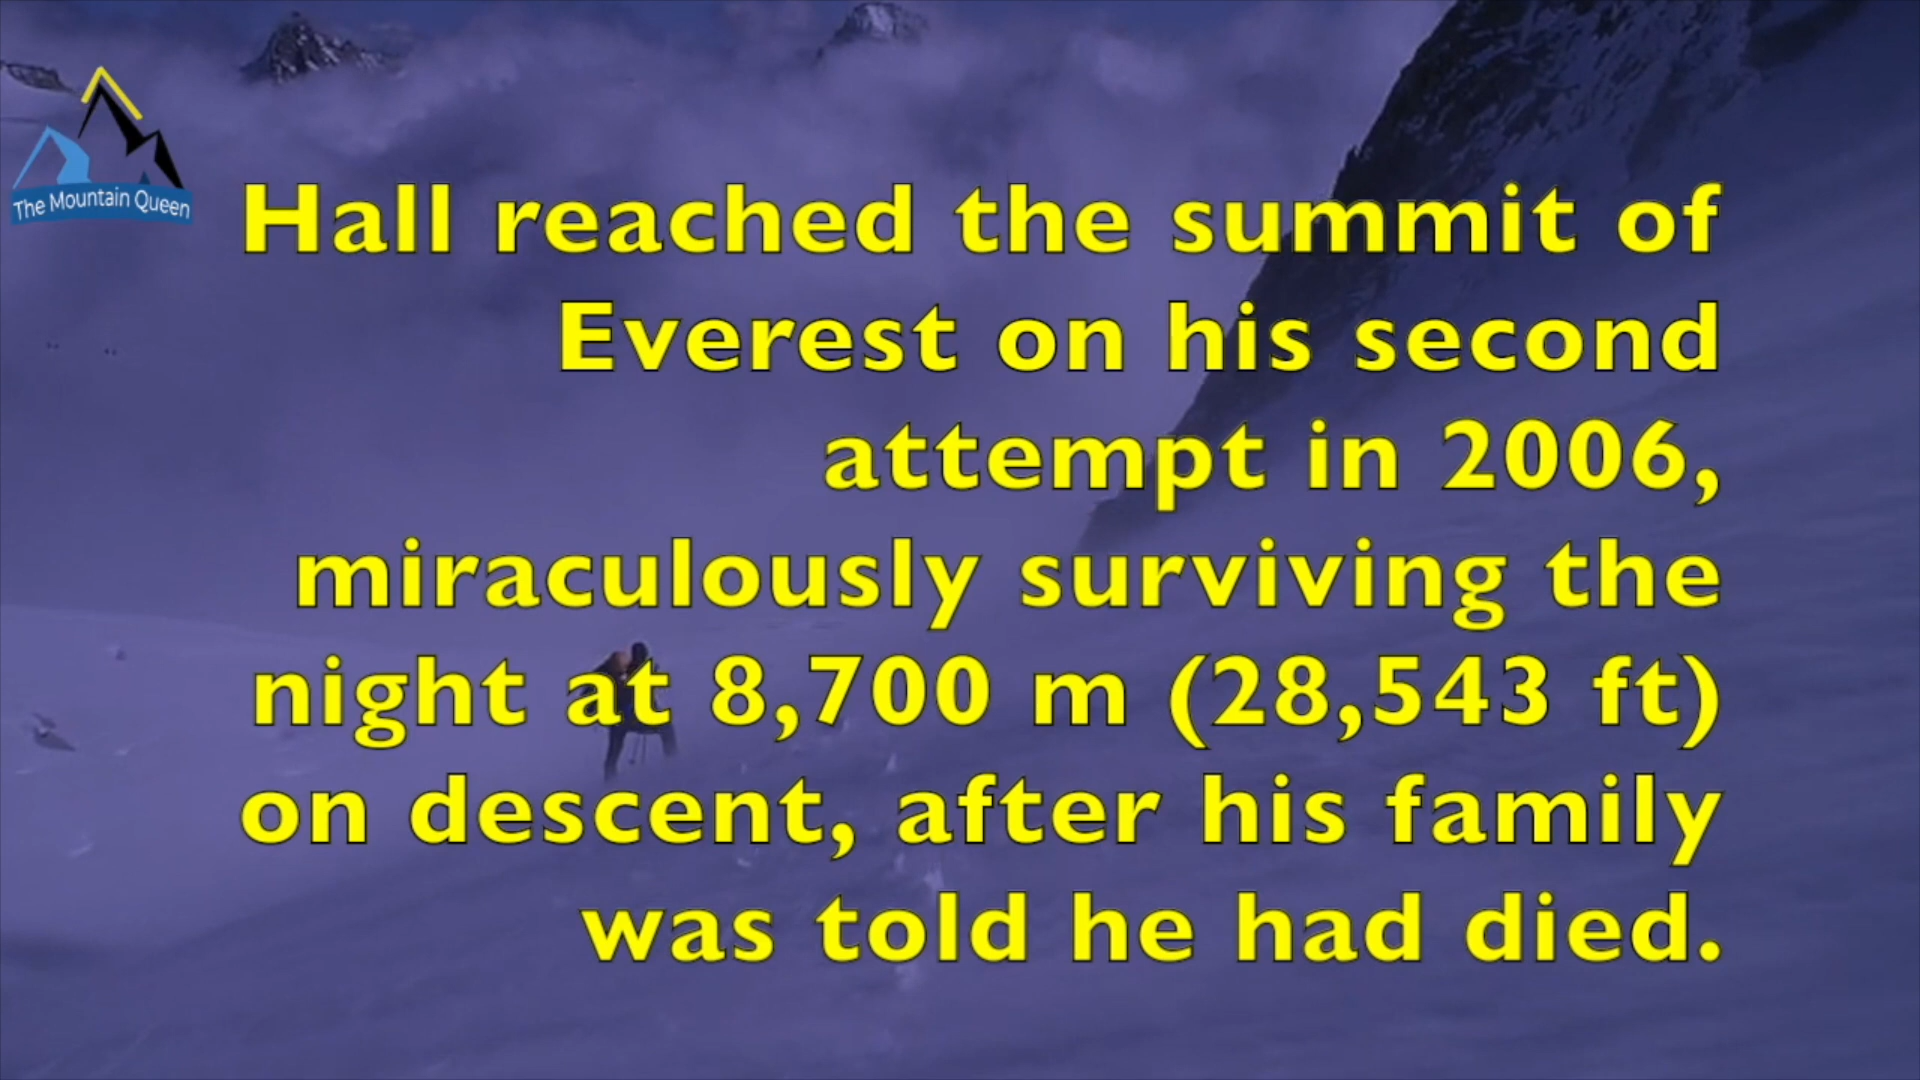 The Mountain Queen
Hall reached the summit of
Everest on his second
attempt in 2006,
miraculously surviving the
night at 8,700 m (28,543 ft)
on descent, after his family
was told he had died.